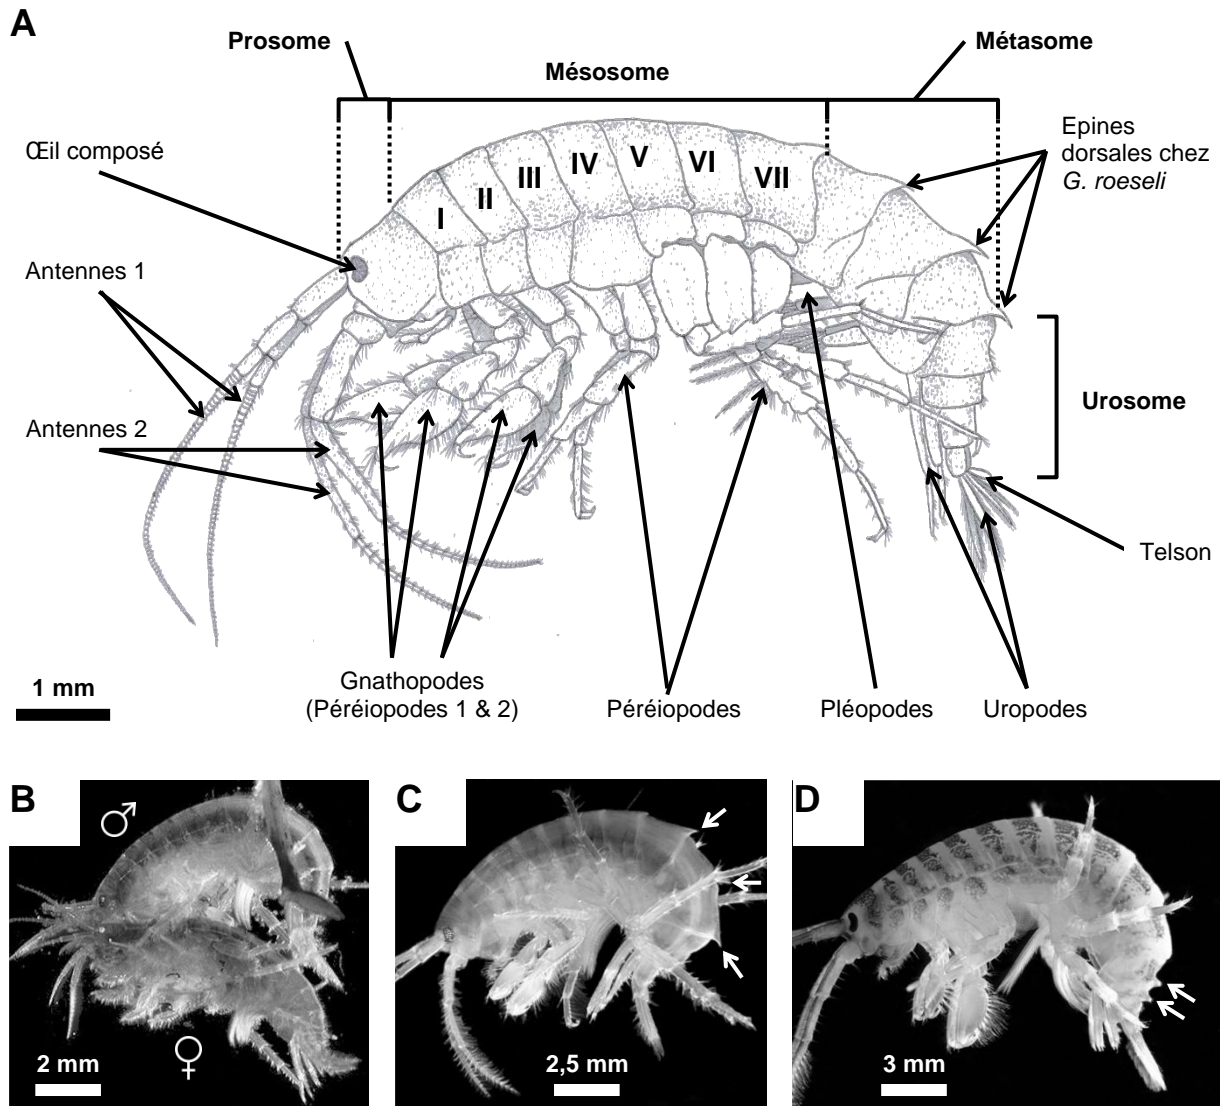 A
Prosome
Mésosome
Métasome
Œil composé
Epines
dorsales chez
G. roeseli
I
II
III
IV
V
VI
VII
Antennes 1
Antennes 2
Urosome
Telson
Gnathopodes
(Péréiopodes 1 & 2)
Péréiopodes
Pléopodes
Uropodes
1 mm
B
♂
♀
2 mm
C
2,5 mm
D
3 mm